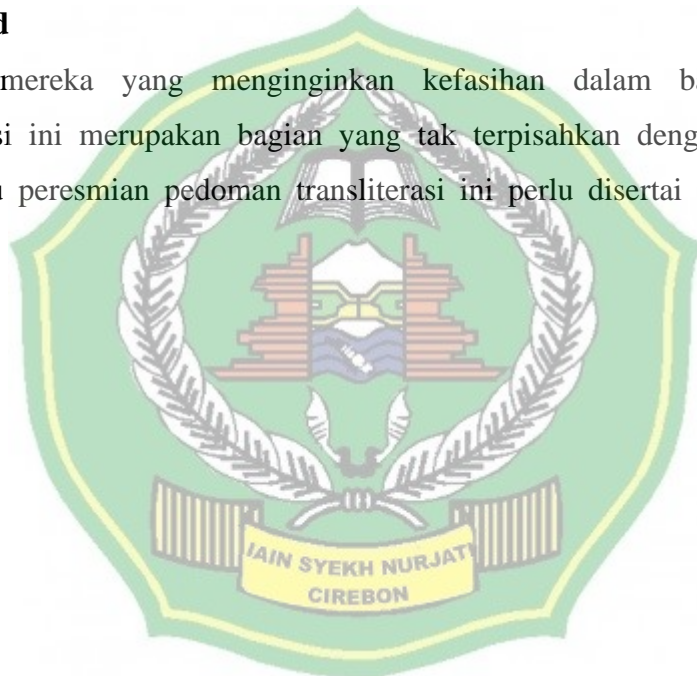 d
mereka yang menginginkan kefasihan dalam ba
si ini merupakan bagian yang tak terpisahkan deng
u peresmian pedoman transliterasi ini perlu disertai
IAIN SYEKH NURJATI
CIREBON